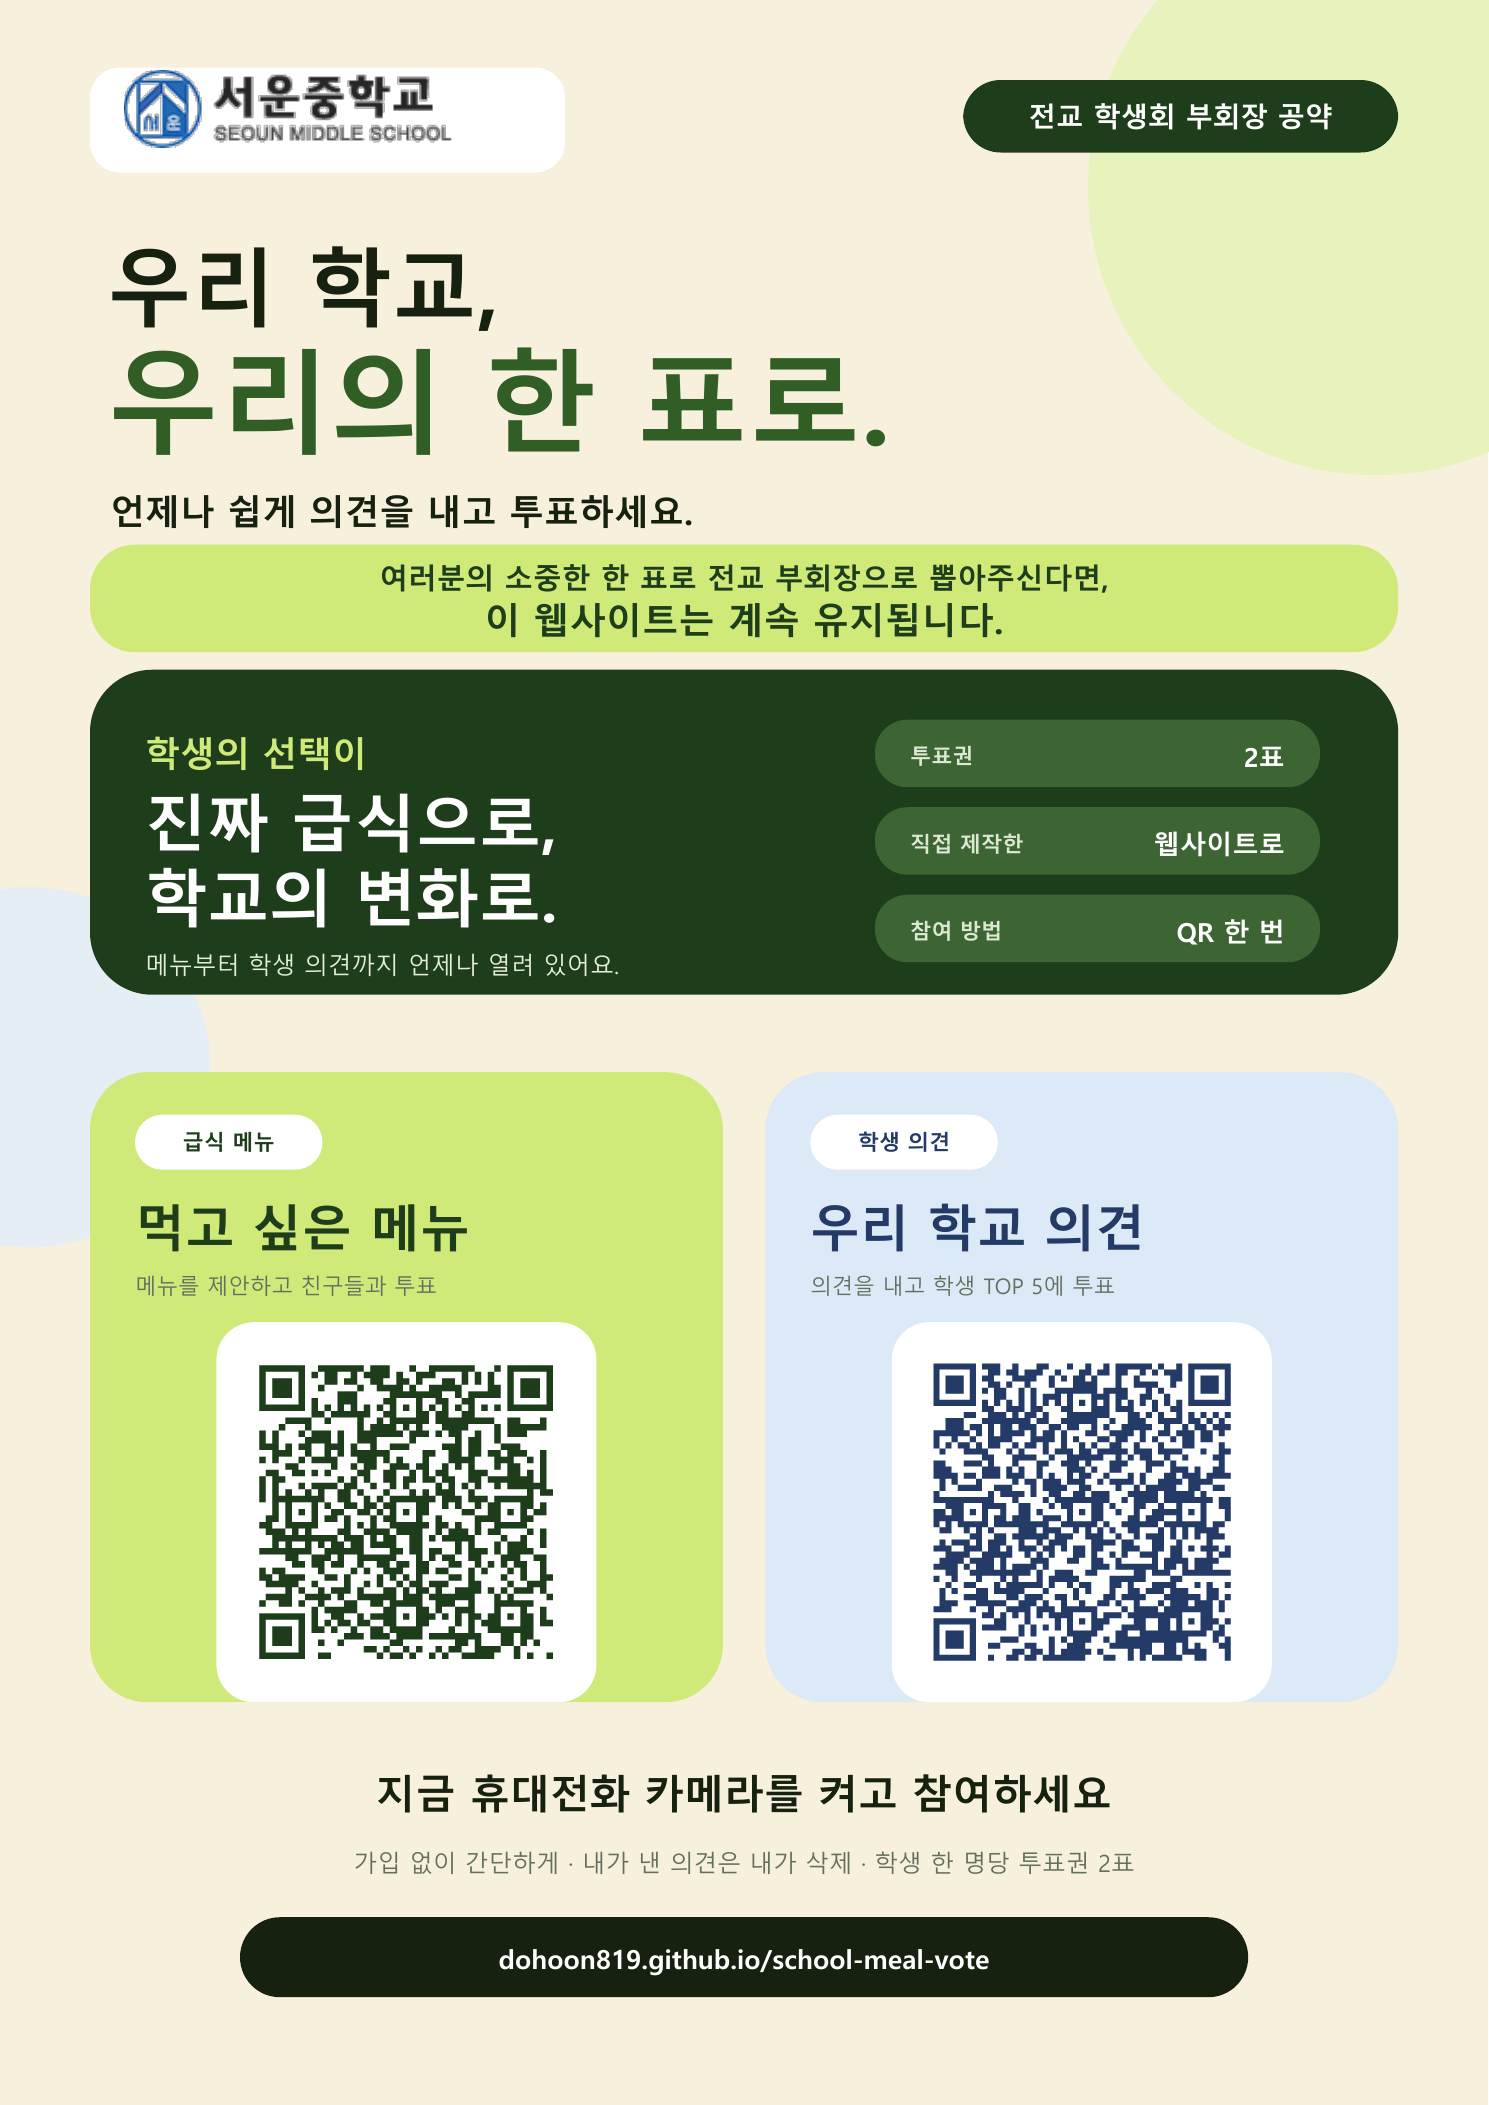 서운
서운중학교
SEOUN MIDDLE SCHOOL
전교 학생회 부회장 공약
우리 학교,
우리의 한 표로.
언제나 쉽게 의견을 내고 투표하세요.
여러분의 소중한 한 표로 전교 부회장으로 뽑아주신다면,
이 웹사이트는 계속 유지됩니다.
학생의 선택이
진짜 급식으로,
학교의 변화로.
메뉴부터 학생 의견까지 언제나 열려 있어요.
투표권 2표
직접 제작한 웹사이트로
참여 방법 QR 한 번
급식 메뉴
먹고 싶은 메뉴
메뉴를 제안하고 친구들과 투표
학생 의견
우리 학교 의견
의견을 내고 학생 TOP 5에 투표
지금 휴대전화 카메라를 켜고 참여하세요
가입 없이 간단하게 · 내가 낸 의견은 내가 삭제 · 학생 한 명당 투표권 2표
dohoon819.github.io/school-meal-vote